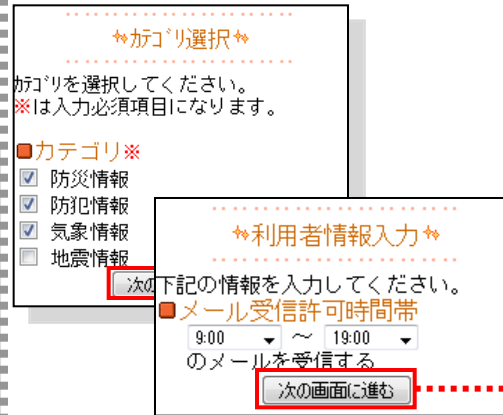 カテゴリ選択
カテゴリを選択してください。
※は入力必須項目になります。
■カテゴリ※
防災情報
防犯情報
気象情報
地震情報
次の
利用者情報入力
下記の情報を入力してください。
■メール受信許可時間帯
9:00 ～ 19:00
のメールを受信する
次の画面に進む